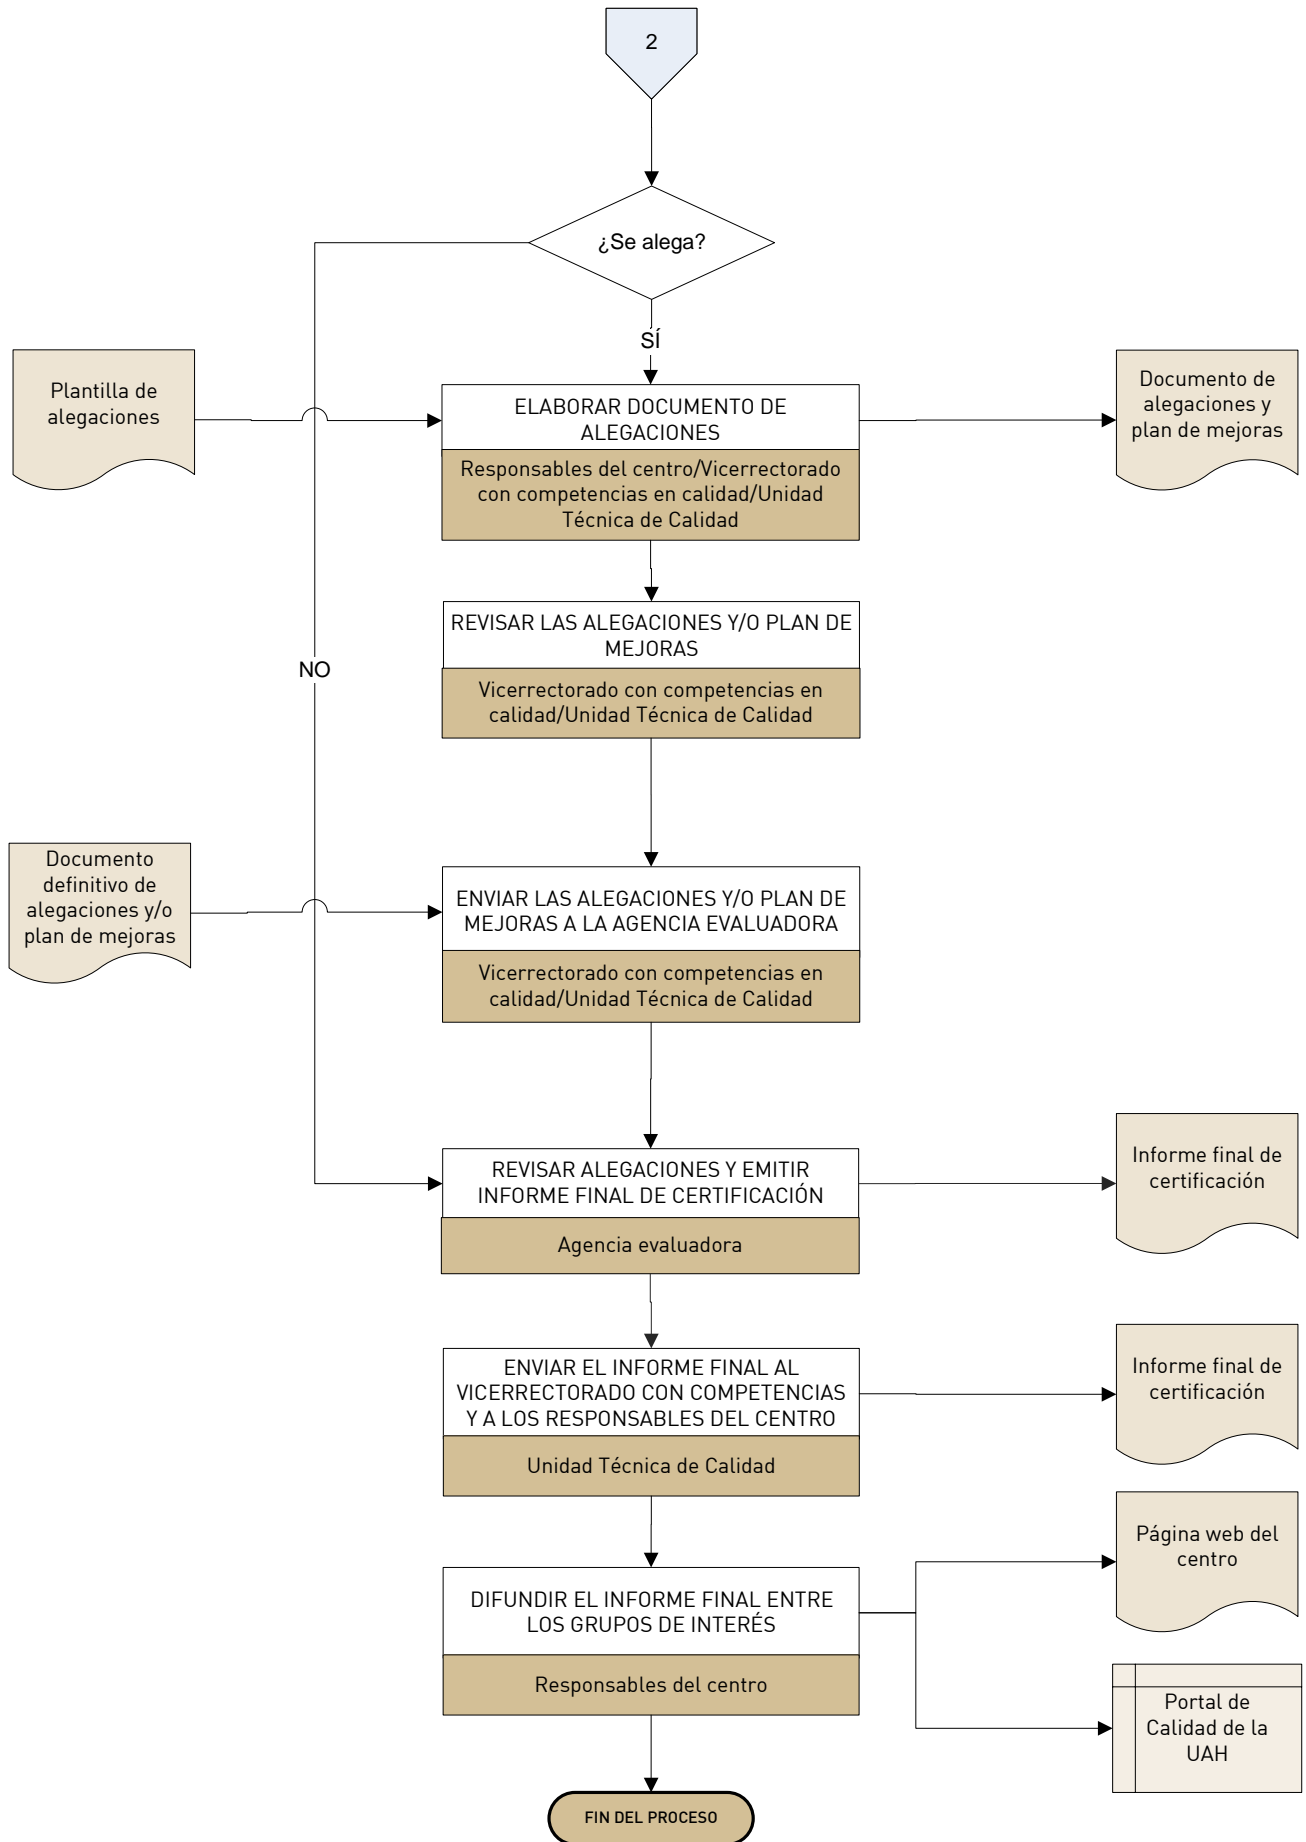 2
¿Se alega?
SÍ
Plantilla de
alegaciones
ELABORAR DOCUMENTO DE
ALEGACIONES
Responsables del centro/Vicerrectorado
con competencias en calidad/Unidad
Técnica de Calidad
Documento de
alegaciones y
plan de mejoras
REVISAR LAS ALEGACIONES Y/O PLAN DE
MEJORAS
Vicerrectorado con competencias en
calidad/Unidad Técnica de Calidad
NO
Documento
definitivo de
alegaciones y/o
plan de mejoras
ENVIAR LAS ALEGACIONES Y/O PLAN DE
MEJORAS A LA AGENCIA EVALUADORA
Vicerrectorado con competencias en
calidad/Unidad Técnica de Calidad
REVISAR ALEGACIONES Y EMITIR
INFORME FINAL DE CERTIFICACIÓN
Agencia evaluadora
Informe final de
certificación
ENVIAR EL INFORME FINAL AL
VICERRECTORADO CON COMPETENCIAS
Y A LOS RESPONSABLES DEL CENTRO
Unidad Técnica de Calidad
Informe final de
certificación
DIFUNDIR EL INFORME FINAL ENTRE
LOS GRUPOS DE INTERÉS
Responsables del centro
Página web del
centro
Portal de
Calidad de la
UAH
FIN DEL PROCESO